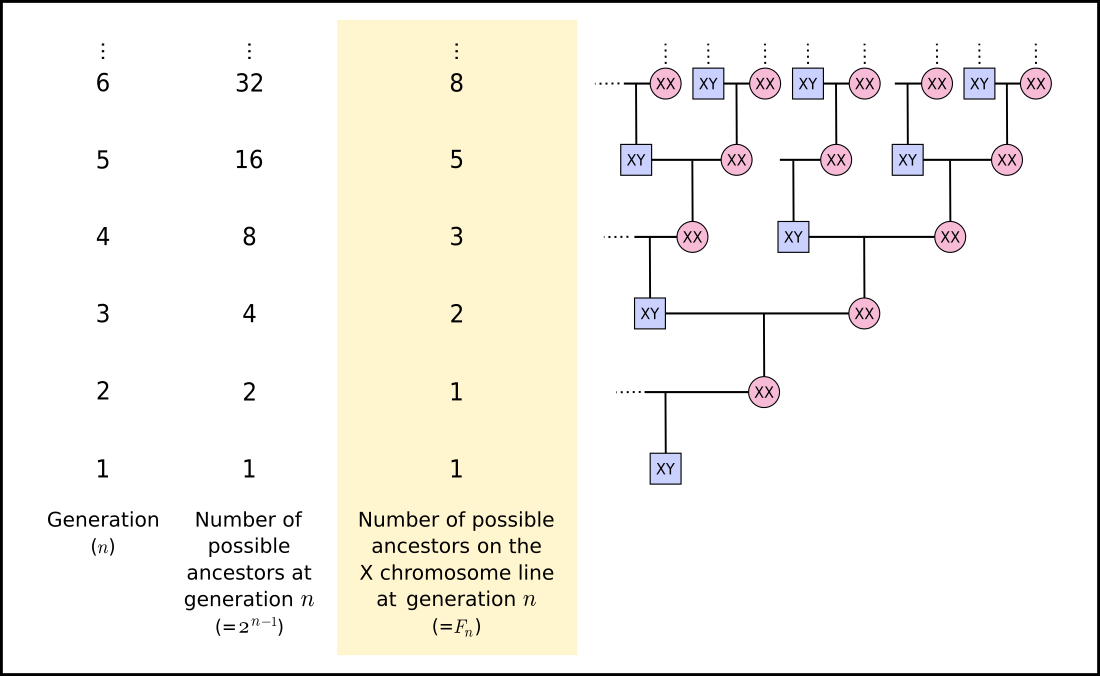 ⋮ ⋮ ⋮
6 32 8 XX XY XX XY XX XX XY XX
5 16 5 XY XX XX XY XX
4 8 3 XX XY XX
3 4 2 XY XX
2 2 1 XX
1 1 1 XY
Generation
(n)
Number of
possible
ancestors at
generation n
(=2ⁿ⁻¹)
Number of possible
ancestors on the
X chromosome line
at generation n
(=Fₙ)